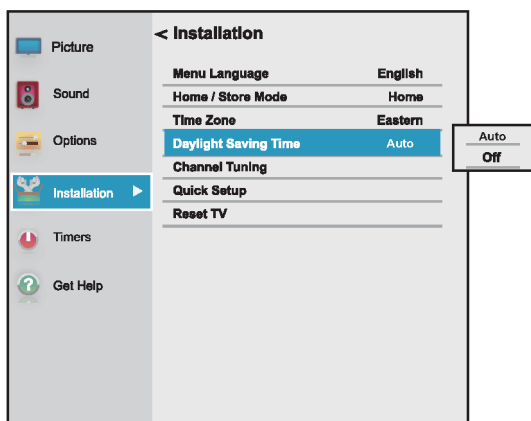 Picture
Sound
Options
Installation
Timers
Get Help
< Installation
Menu Language English
Home / Store Mode Home
Time Zone Eastern
Daylight Saving Time Auto
Channel Tuning
Quick Setup
Reset TV
Auto
Off